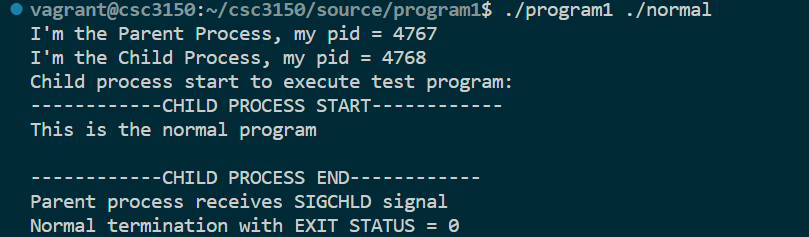 vagrant@csc3150:~/csc3150/source/program1$ ./program1 ./normal
I'm the Parent Process, my pid = 4767
I'm the Child Process, my pid = 4768
Child process start to execute test program:
------------CHILD PROCESS START------------
This is the normal program
------------CHILD PROCESS END------------
Parent process receives SIGCHLD signal
Normal termination with EXIT STATUS = 0